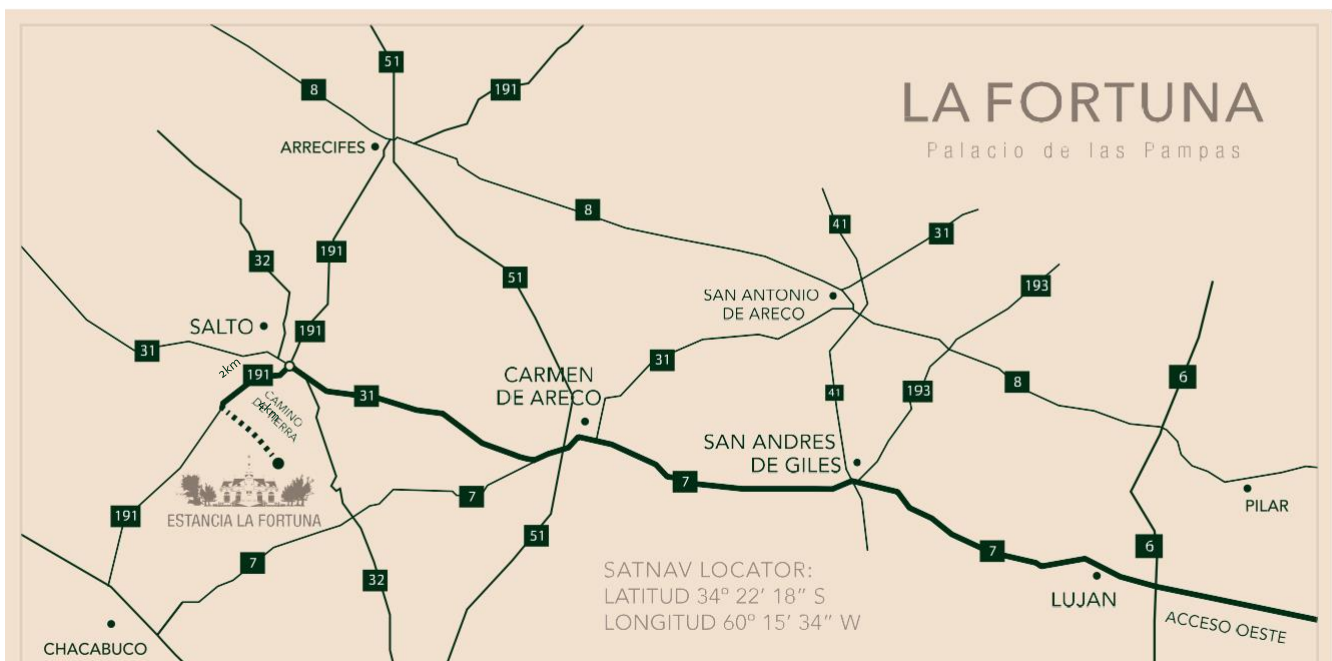 LA FORTUNA
Palacio de las Pampas
51
8
191
ARRECIFES
8
41
31
32
191
51
SAN ANTONIO
DE ARECO
193
SALTO
191
31
31
2km
191
CARMEN
DE ARECO
31
41
193
8
6
CAMINO
DE TIERRA
4km
SAN ANDRES
DE GILES
7
7
ESTANCIA LA FORTUNA
191
PILAR
51
7
6
7
32
SATNAV LOCATOR:
LATITUD 34º 22' 18" S
LONGITUD 60º 15' 34" W
LUJAN
ACCESO OESTE
CHACABUCO